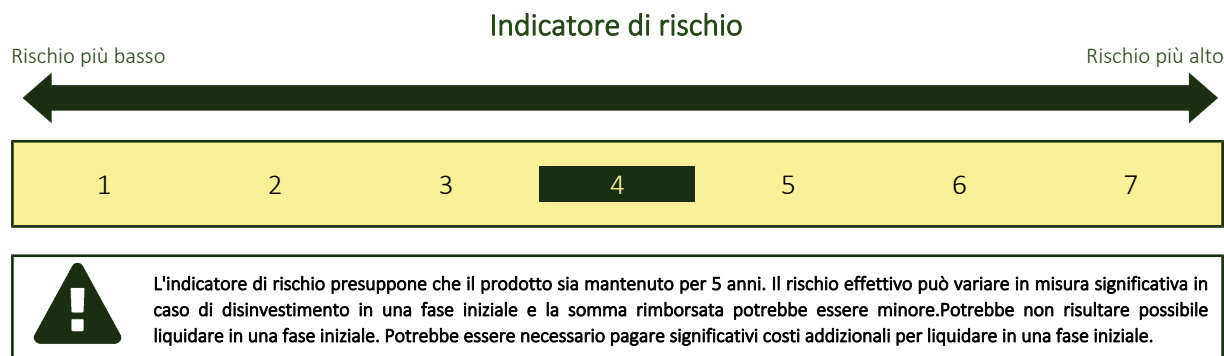 Indicatore di rischio
Rischio più basso Rischio più alto
1 2 3 4 5 6 7
L'indicatore di rischio presuppone che il prodotto sia mantenuto per 5 anni. Il rischio effettivo può variare in misura significativa in
caso di disinvestimento in una fase iniziale e la somma rimborsata potrebbe essere minore.Potrebbe non risultare possibile
liquidare in una fase iniziale. Potrebbe essere necessario pagare significativi costi addizionali per liquidare in una fase iniziale.